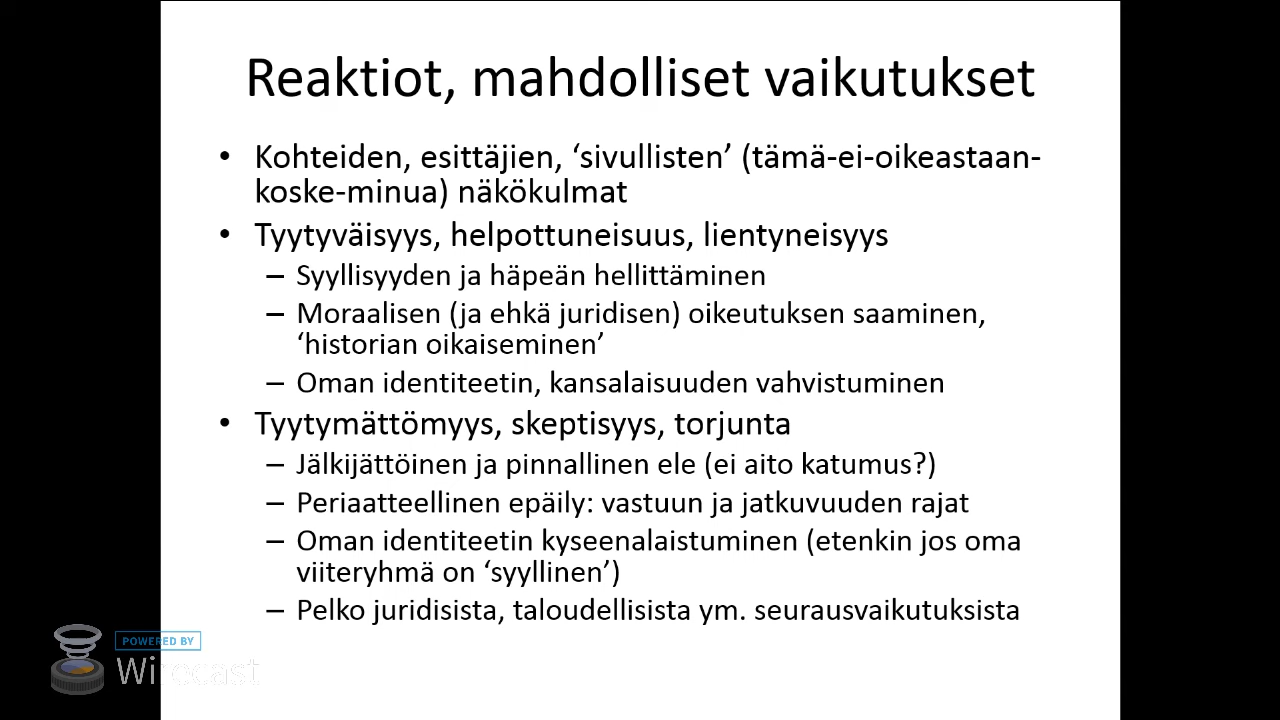 Reaktiot, mahdolliset vaikutukset
• Kohteiden, esittäjien, ‘sivullisten’ (tämä-ei-oikeastaan-
koske-minua) näkökulmat
• Tyytyväisyys, helpottuneisuus, lientyneisyys
– Syyllisyyden ja häpeän hellittäminen
– Moraalisen (ja ehkä juridisen) oikeutuksen saaminen,
‘historian oikaiseminen’
– Oman identiteetin, kansalaisuuden vahvistuminen
• Tyytymättömyys, skeptisyys, torjunta
– Jälkijättöinen ja pinnallinen ele (ei aito katumus?)
– Periaatteellinen epäily: vastuun ja jatkuvuuden rajat
– Oman identiteetin kyseenalaistuminen (etenkin jos oma
viiteryhmä on ‘syyllinen’)
– Pelko juridisista, taloudellisista ym. seurausvaikutuksista
POWERED BY
Wirecast